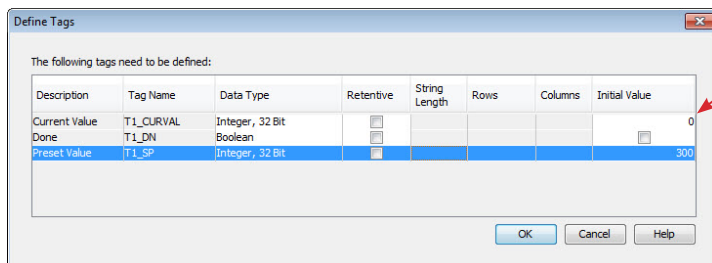 Define Tags
The following tags need to be defined:
Description Tag Name Data Type Retentive String Length Rows Columns Initial Value
Current Value T1_CURVAL Integer, 32 Bit 0
Done T1_DN Boolean
Preset Value T1_SP Integer, 32 Bit 300
OK Cancel Help